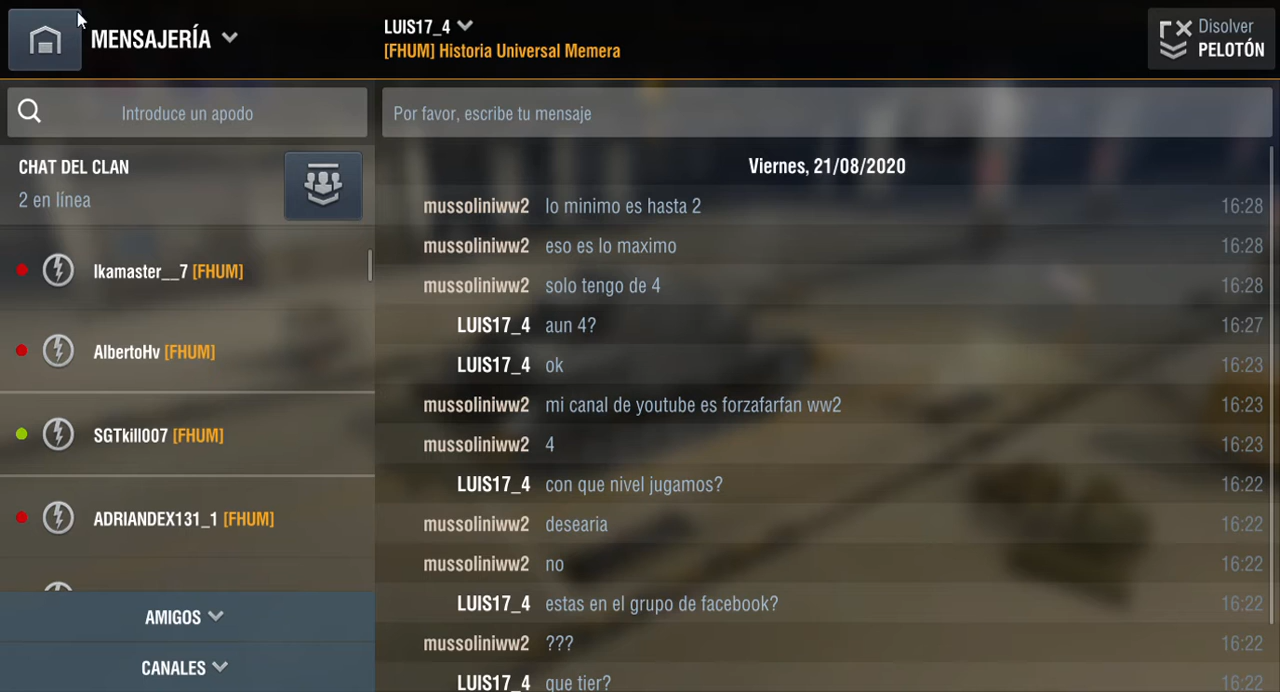 MENSAJERÍA
LUIS17_4
[FHUM] Historia Universal Memera
Disolver
PELOTÓN
Introduce un apodo
CHAT DEL CLAN
2 en línea
Ikamaster__7 [FHUM]
AlbertoHv [FHUM]
SGTkill007 [FHUM]
ADRIANDEX131_1 [FHUM]
AMIGOS
CANALES
Por favor, escribe tu mensaje
Viernes, 21/08/2020
mussoliniww2 lo minimo es hasta 2 16:28
mussoliniww2 eso es lo maximo 16:28
mussoliniww2 solo tengo de 4 16:28
LUIS17_4 aun 4? 16:27
LUIS17_4 ok 16:23
mussoliniww2 mi canal de youtube es forzafarfan ww2 16:23
mussoliniww2 4 16:23
LUIS17_4 con que nivel jugamos? 16:22
mussoliniww2 desearia 16:22
mussoliniww2 no 16:22
LUIS17_4 estas en el grupo de facebook? 16:22
mussoliniww2 ??? 16:22
LUIS17_4 que tier? 16:22